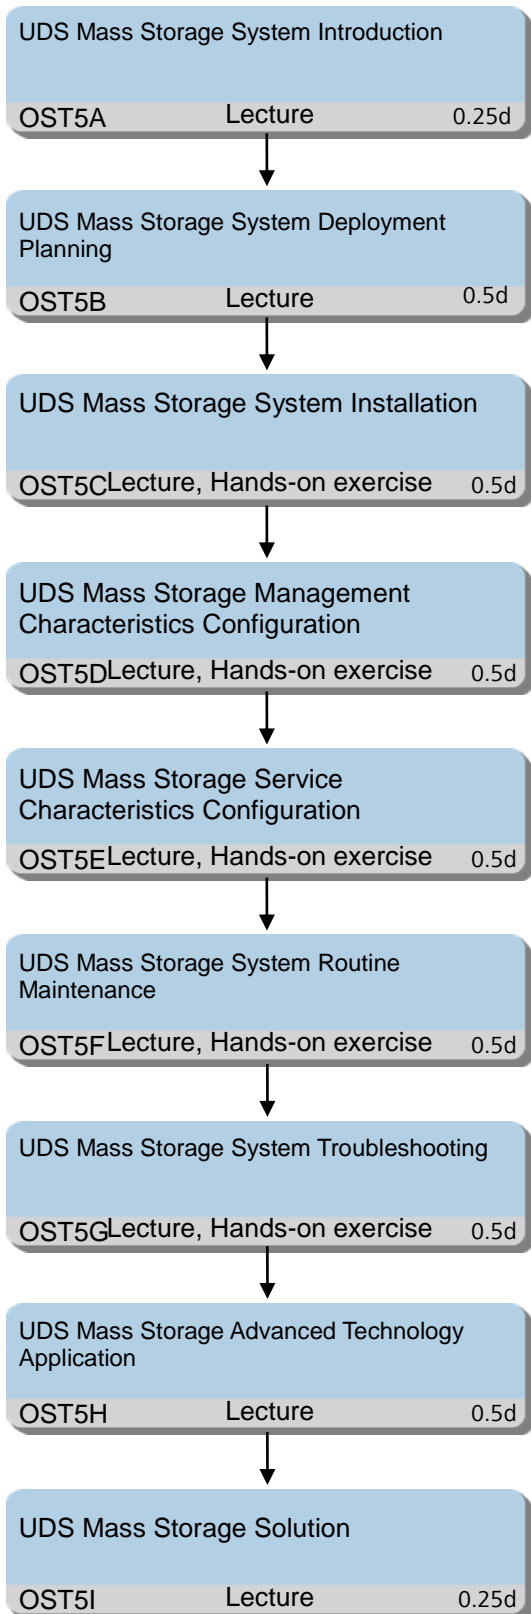 UDS Mass Storage System Introduction
OST5A Lecture 0.25d
UDS Mass Storage System Deployment
Planning
OST5B Lecture 0.5d
UDS Mass Storage System Installation
OST5C Lecture, Hands-on exercise 0.5d
UDS Mass Storage Management
Characteristics Configuration
OST5D Lecture, Hands-on exercise 0.5d
UDS Mass Storage Service
Characteristics Configuration
OST5E Lecture, Hands-on exercise 0.5d
UDS Mass Storage System Routine
Maintenance
OST5F Lecture, Hands-on exercise 0.5d
UDS Mass Storage System Troubleshooting
OST5G Lecture, Hands-on exercise 0.5d
UDS Mass Storage Advanced Technology
Application
OST5H Lecture 0.5d
UDS Mass Storage Solution
OST5I Lecture 0.25d